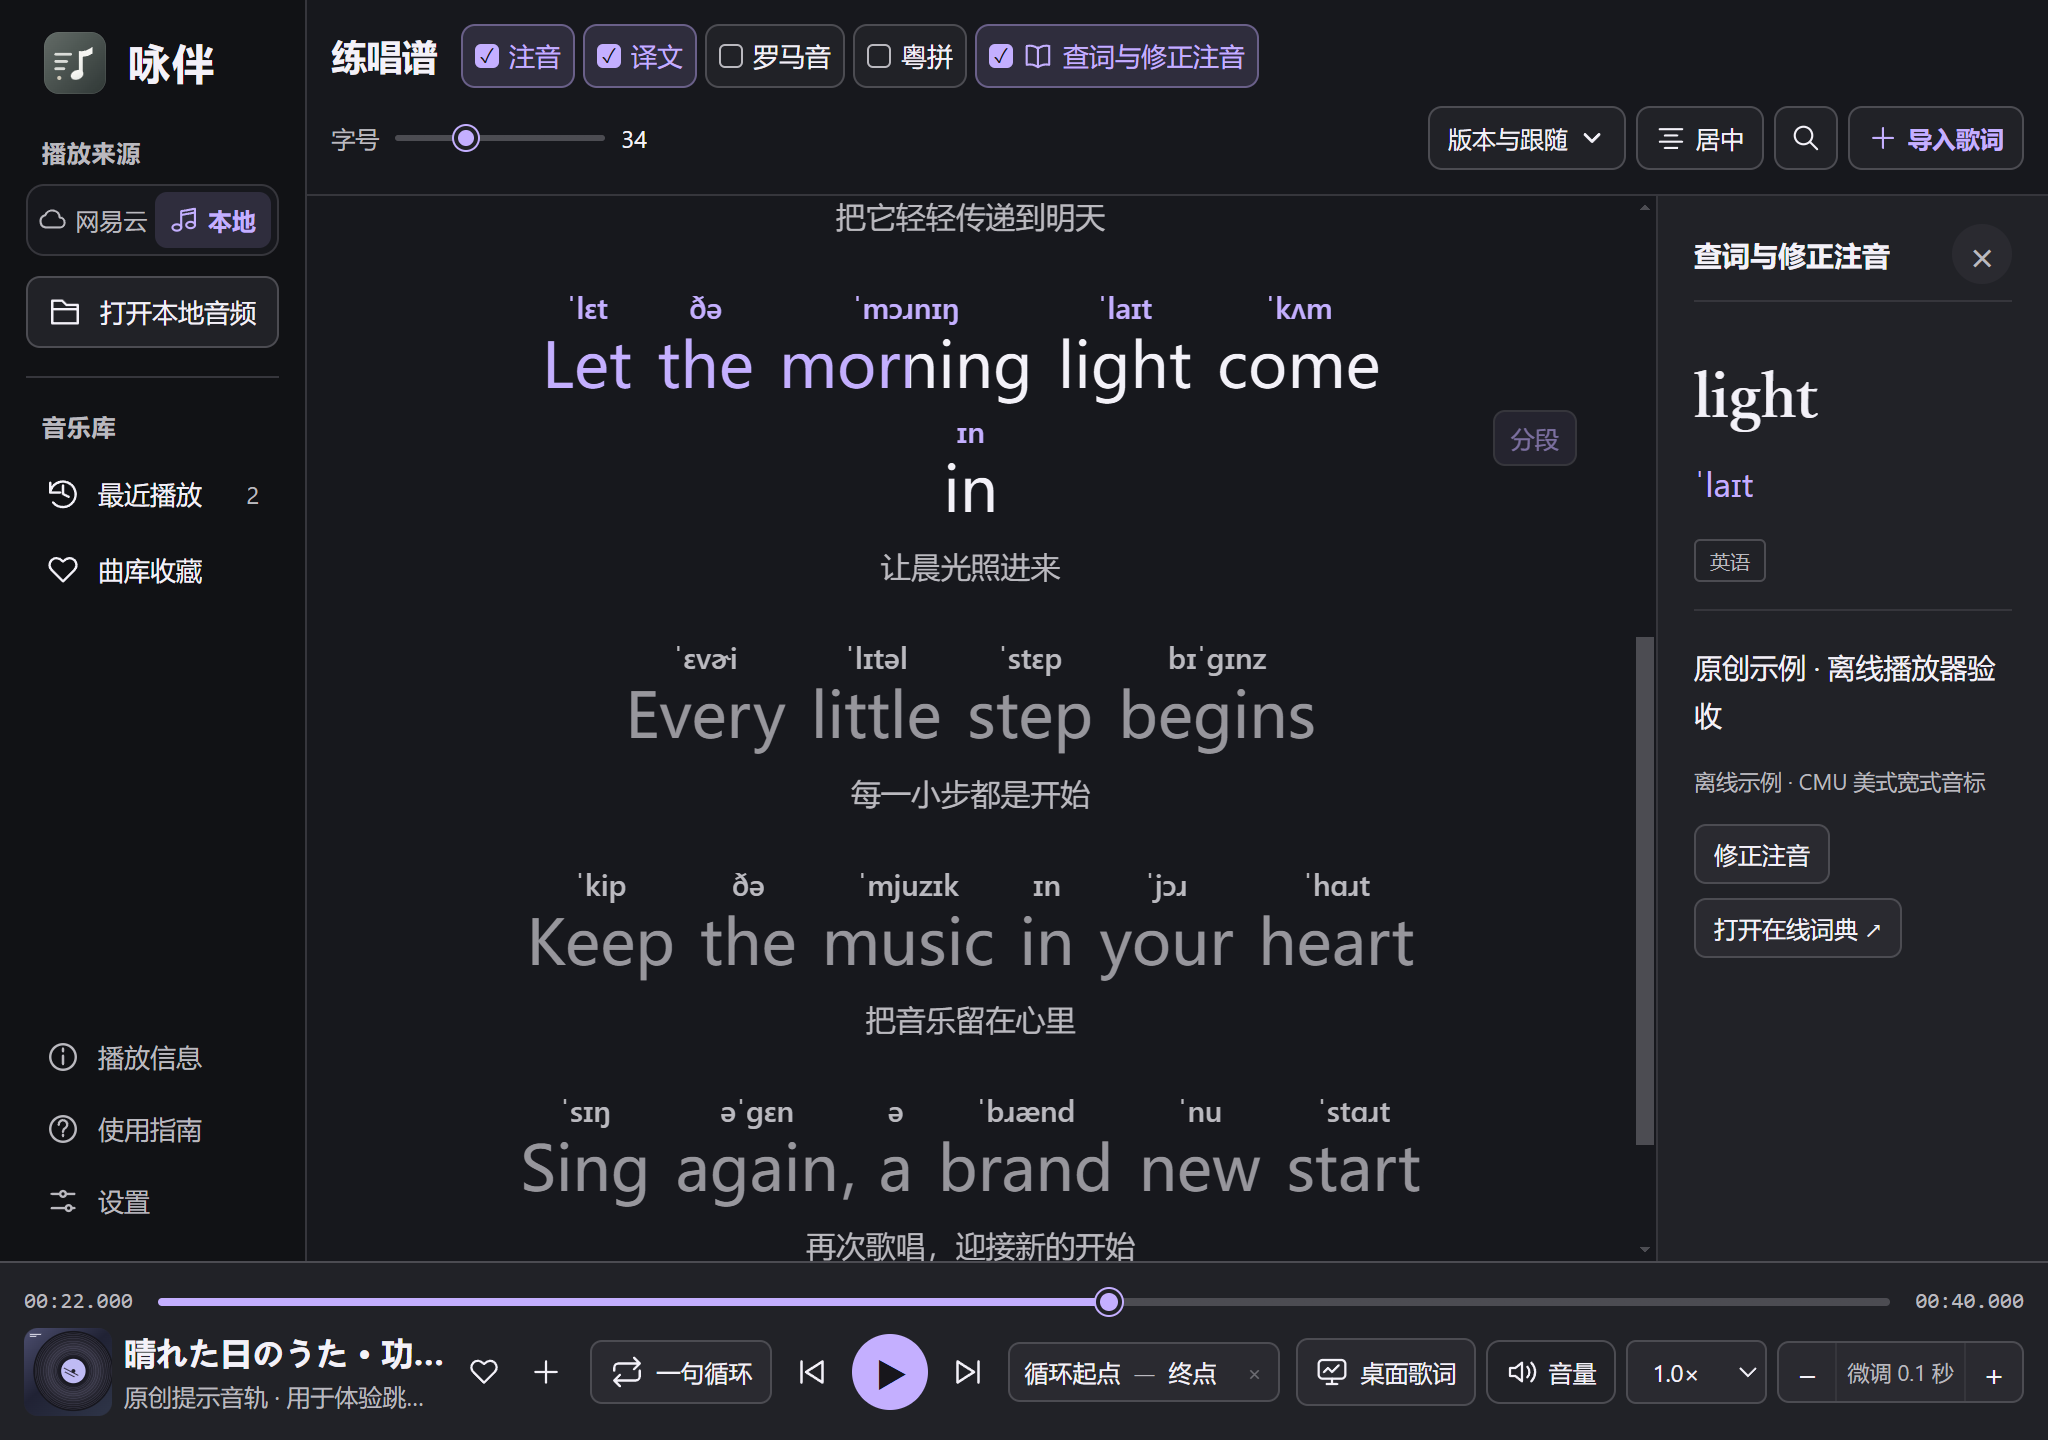 咏伴
播放来源
网易云 本地
打开本地音频
音乐库
最近播放 2
曲库收藏
播放信息
使用指南
设置
练唱谱 注音 译文 罗马音 粤拼 查词与修正注音
字号 34 版本与跟随 居中 导入歌词
把它轻轻传递到明天
ˈlɛt ðə ˈmɔɹnɪŋ ˈlaɪt ˈkʌm
Let the morning light come
ɪn
in
分段
让晨光照进来
ˈɛvɚi ˈlɪtəl ˈstɛp bɪˈɡɪnz
Every little step begins
每一小步都是开始
ˈkip ðə ˈmjuzɪk ɪn ˈjɔɹ ˈhɑɹt
Keep the music in your heart
把音乐留在心里
ˈsɪŋ əˈɡɛn ə ˈbɹænd ˈnu ˈstɑɹt
Sing again, a brand new start
再次歌唱，迎接新的开始
查词与修正注音 ×
light
ˈlaɪt
英语
原创示例 · 离线播放器验
收
离线示例 · CMU 美式宽式音标
修正注音
打开在线词典 ↗
00:22.000 00:40.000
晴れた日のうた・功...
原创提示音轨 · 用于体验跳...
一句循环 循环起点 — 终点 × 桌面歌词 音量 1.0× − 微调 0.1 秒 +